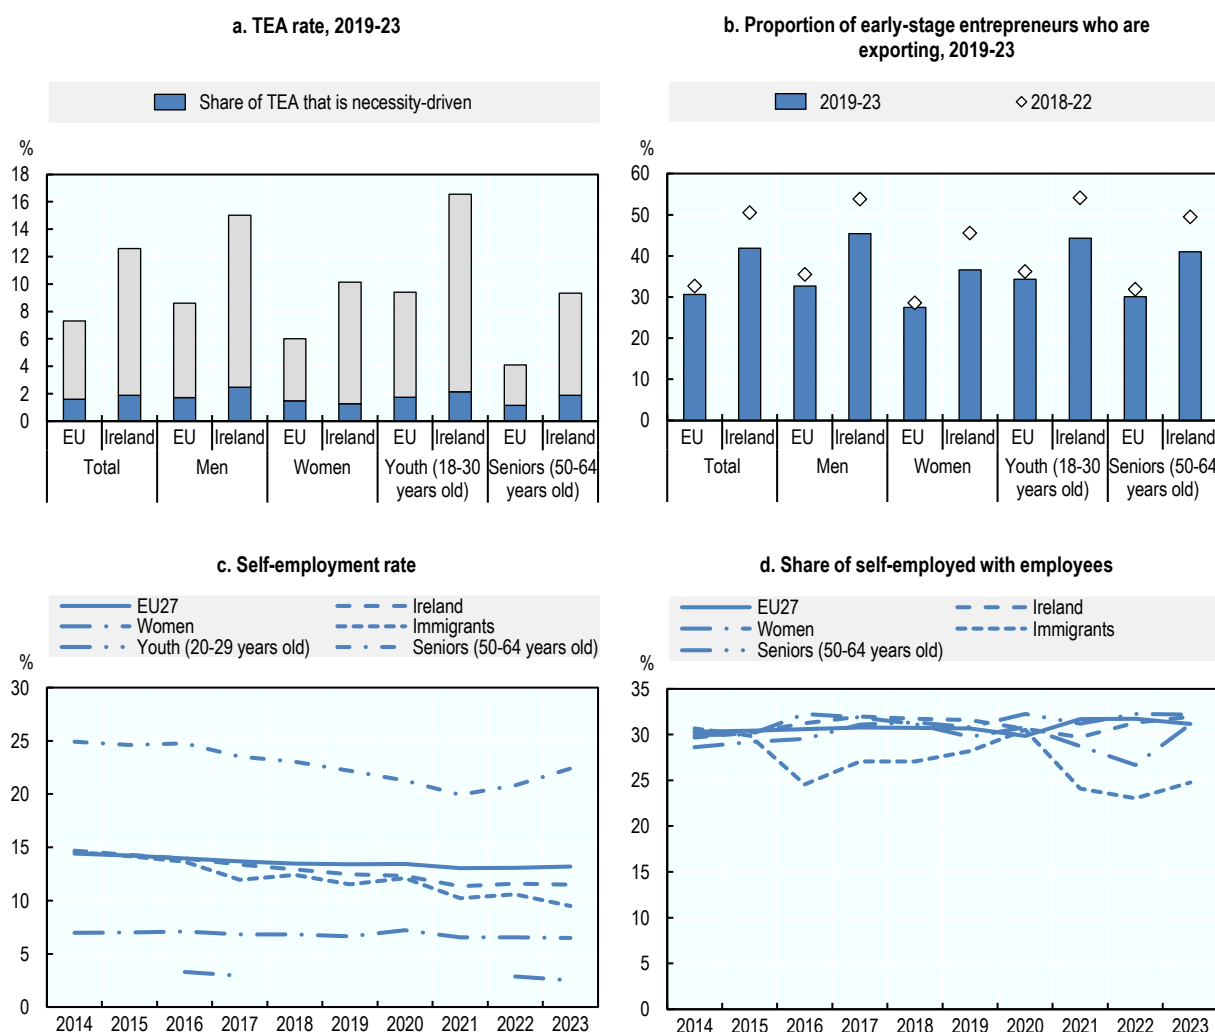 a. TEA rate, 2019-23
Share of TEA that is necessity-driven
%
18
16
14
12
10
8
6
4
2
0
EU Ireland EU Ireland EU Ireland EU Ireland EU Ireland
Total Men Women Youth (18-30 years old) Seniors (50-64 years old)
b. Proportion of early-stage entrepreneurs who are
exporting, 2019-23
2019-23 2018-22
%
60
50
40
30
20
10
0
EU Ireland EU Ireland EU Ireland EU Ireland EU Ireland
Total Men Women Youth (18-30 years old) Seniors (50-64 years old)
c. Self-employment rate
EU27 Ireland
Women Immigrants
Youth (20-29 years old) Seniors (50-64 years old)
%
30
25
20
15
10
5
0
2014 2015 2016 2017 2018 2019 2020 2021 2022 2023
d. Share of self-employed with employees
EU27 Ireland
Women Immigrants
Seniors (50-64 years old)
%
35
30
25
20
15
10
5
0
2014 2015 2016 2017 2018 2019 2020 2021 2022 2023